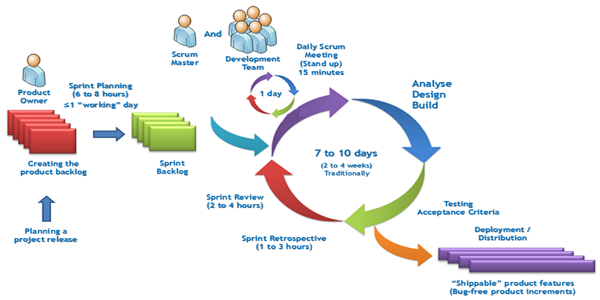 Scrum
Master
And
Development
Team
Daily Scrum
Meeting
(Stand up)
15 minutes
1 day
Product
Owner
Sprint Planning
(6 to 8 hours)
≤1 “working” day
Creating the
product backlog
Sprint
Backlog
Planning a
project release
Analyse
Design
Build
7 to 10 days
(2 to 4 weeks)
Traditionally
Sprint Review
(2 to 4 hours)
Sprint Retrospective
(1 to 3 hours)
Testing
Acceptance Criteria
Deployment /
Distribution
“Shippable” product features
(Bug-free product increments)